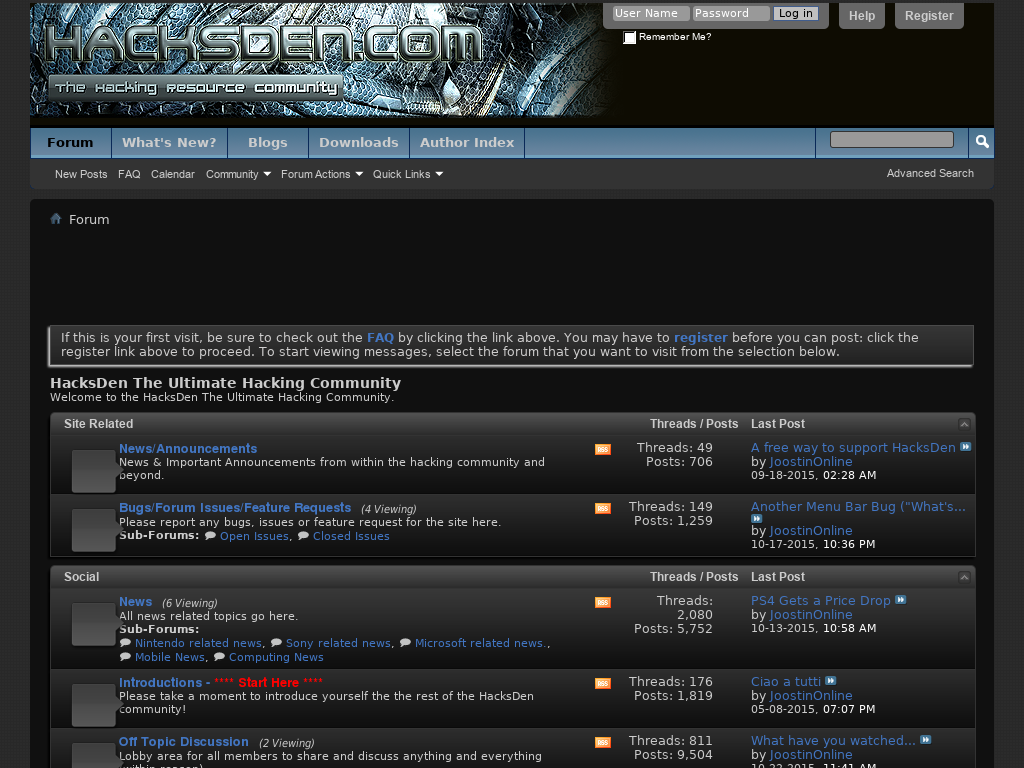 HACKSDEN.COM
The Hacking Resource Community
User Name Password Log in Help Register
Remember Me?
Forum What's New? Blogs Downloads Author Index
New Posts FAQ Calendar Community Forum Actions Quick Links Advanced Search
Forum
If this is your first visit, be sure to check out the FAQ by clicking the link above. You may have to register before you can post: click the
register link above to proceed. To start viewing messages, select the forum that you want to visit from the selection below.
HacksDen The Ultimate Hacking Community
Welcome to the HacksDen The Ultimate Hacking Community.
Site Related Threads / Posts Last Post
News/Announcements
News & Important Announcements from within the hacking community and
beyond.
RSS
Threads: 49
Posts: 706
A free way to support HacksDen
by JoostinOnline
09-18-2015, 02:28 AM
Bugs/Forum Issues/Feature Requests (4 Viewing)
Please report any bugs, issues or feature request for the site here.
Sub-Forums: Open Issues, Closed Issues
RSS
Threads: 149
Posts: 1,259
Another Menu Bar Bug ("What's...
by JoostinOnline
10-17-2015, 10:36 PM
Social Threads / Posts Last Post
News (6 Viewing)
All news related topics go here.
Sub-Forums:
Nintendo related news, Sony related news, Microsoft related news.,
Mobile News, Computing News
RSS
Threads:
2,080
Posts: 5,752
PS4 Gets a Price Drop
by JoostinOnline
10-13-2015, 10:58 AM
Introductions - **** Start Here ****
Please take a moment to introduce yourself the the rest of the HacksDen
community!
RSS
Threads: 176
Posts: 1,819
Ciao a tutti
by JoostinOnline
05-08-2015, 07:07 PM
Off Topic Discussion (2 Viewing)
Lobby area for all members to share and discuss anything and everything
(within reason)
RSS
Threads: 811
Posts: 9,504
What have you watched...
by JoostinOnline
10-22-2015, 11:41 AM